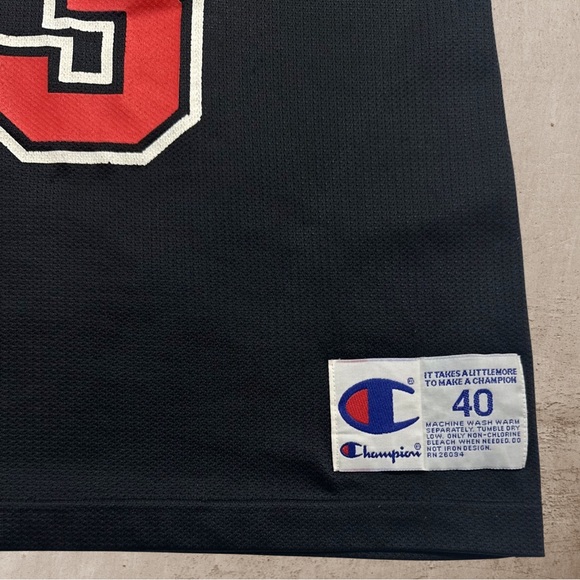 3
IT TAKES A LITTLE MORE
TO MAKE A CHAMPION
40
MACHINE WASH WARM
SEPARATELY. TUMBLE DRY
LOW. ONLY NON-CHLORINE
BLEACH WHEN NEEDED. DO
NOT IRON DESIGN.
RN 26094
Champion